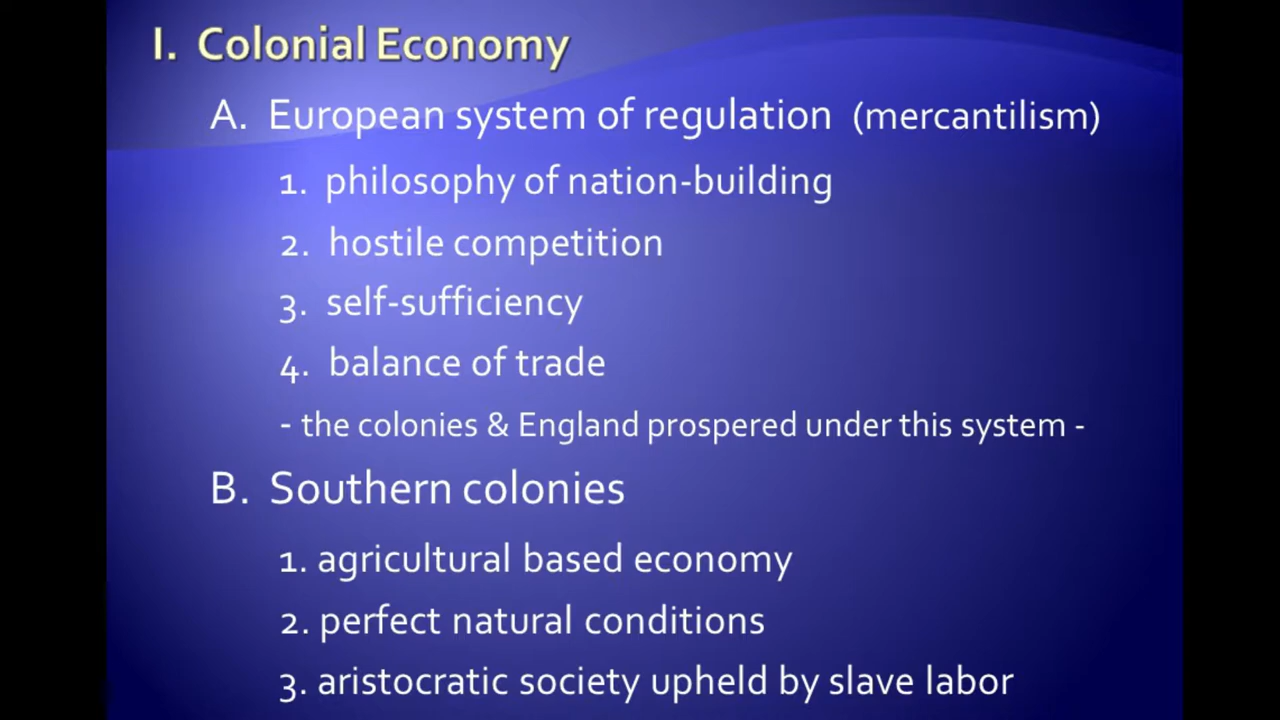 I. Colonial Economy
A. European system of regulation (mercantilism)
1. philosophy of nation-building
2. hostile competition
3. self-sufficiency
4. balance of trade
- the colonies & England prospered under this system -
B. Southern colonies
1. agricultural based economy
2. perfect natural conditions
3. aristocratic society upheld by slave labor